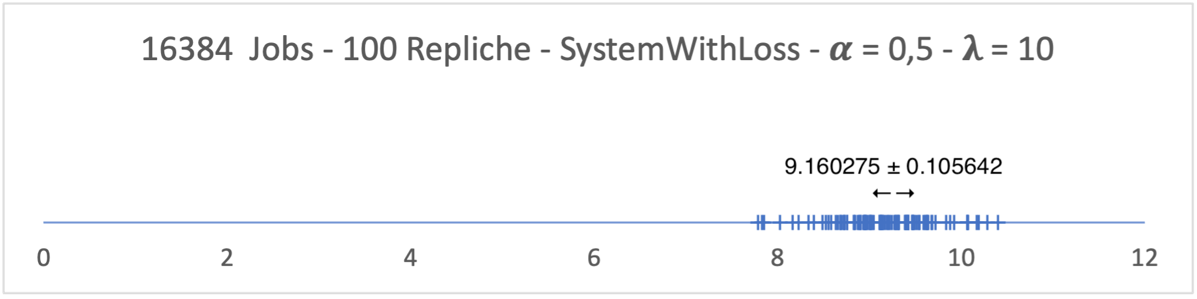 16384 Jobs - 100 Repliche - SystemWithLoss - 𝜶 = 0,5 - 𝝀 = 10
9.160275 ± 0.105642
← →
0 2 4 6 8 10 12